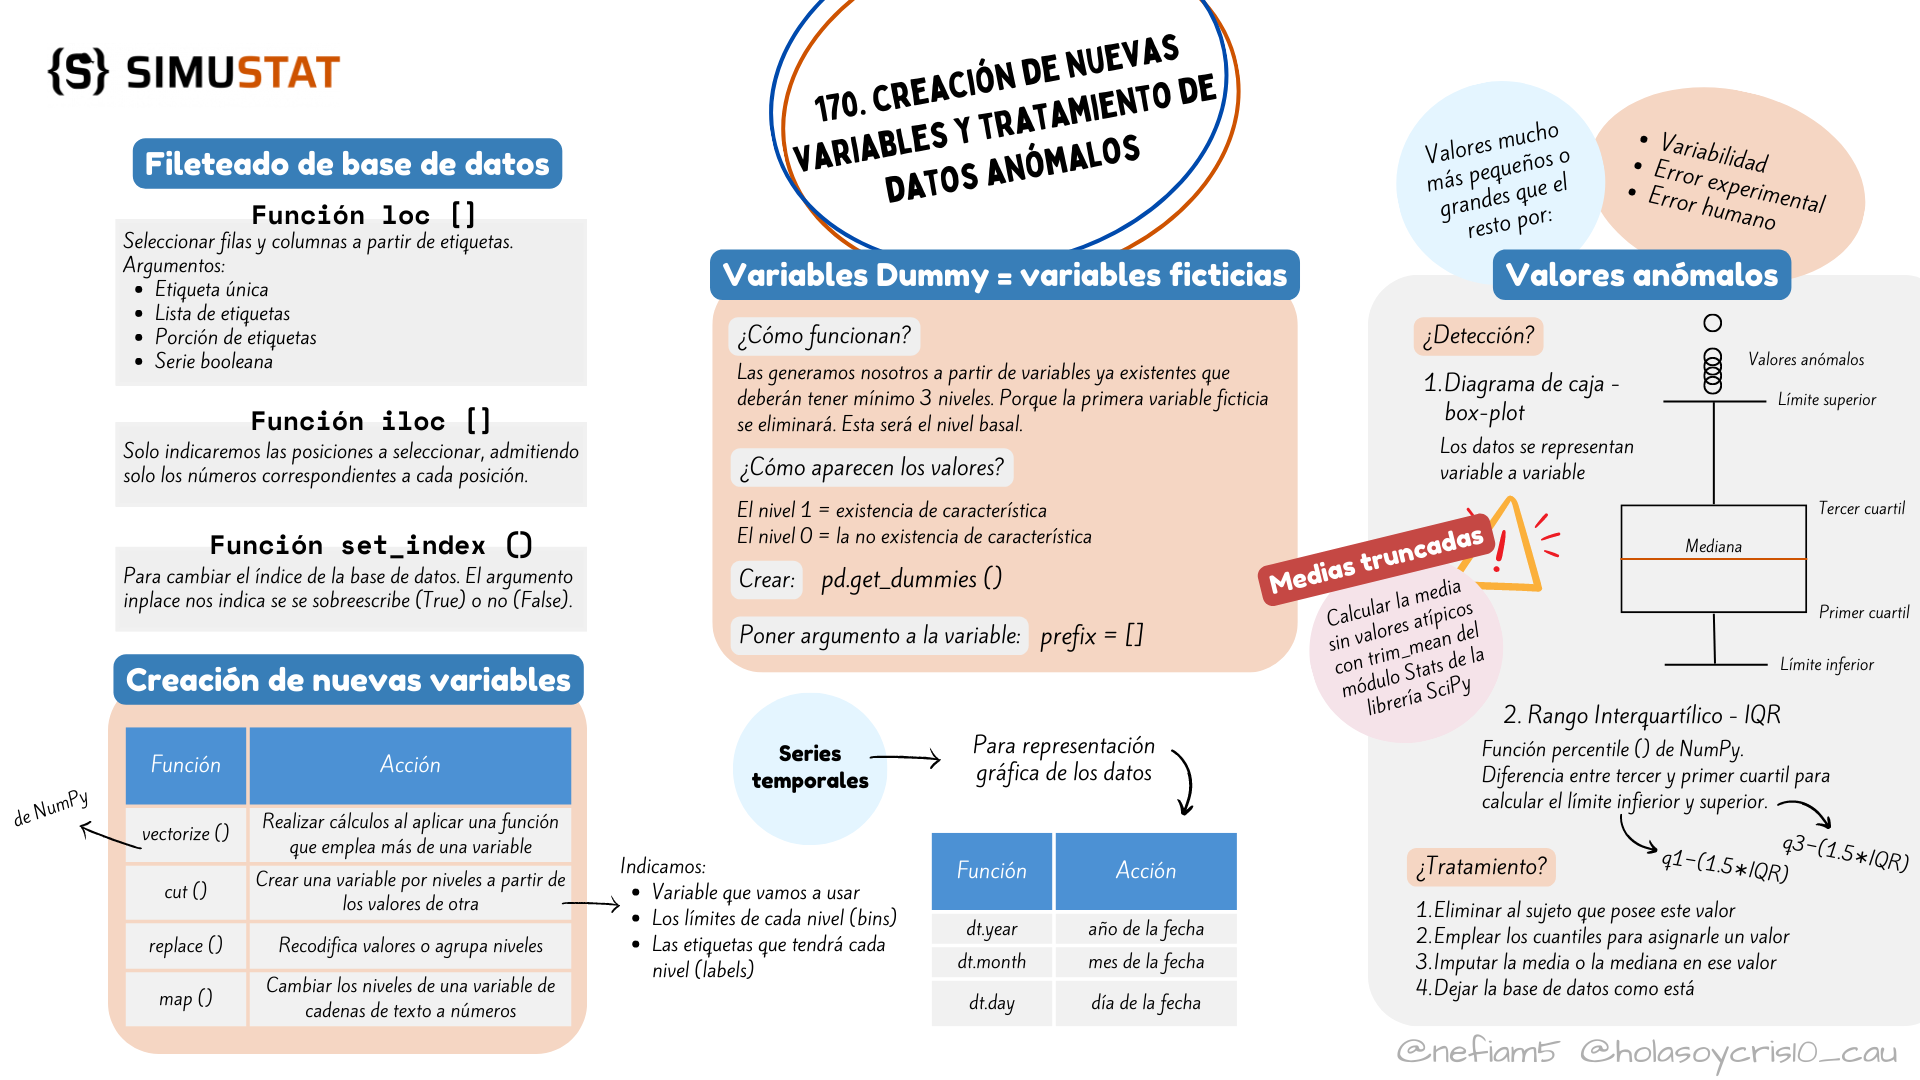 {S} SIMUSTAT
170. CREACIÓN DE NUEVAS
VARIABLES Y TRATAMIENTO DE
DATOS ANÓMALOS
Fileteado de base de datos
Función loc []
Seleccionar filas y columnas a partir de etiquetas.
Argumentos:
• Etiqueta única
• Lista de etiquetas
• Porción de etiquetas
• Serie booleana
Función iloc []
Solo indicaremos las posiciones a seleccionar, admitiendo
solo los números correspondientes a cada posición.
Función set_index ()
Para cambiar el índice de la base de datos. El argumento
inplace nos indica se se sobreescribe (True) o no (False).
Creación de nuevas variables
Función
Acción
de NumPy
vectorize ()
Realizar cálculos al aplicar una función
que emplea más de una variable
cut ()
Crear una variable por niveles a partir de
los valores de otra
replace ()
Recodifica valores o agrupa niveles
map ()
Cambiar los niveles de una variable de
cadenas de texto a números
Indicamos:
• Variable que vamos a usar
• Los límites de cada nivel (bins)
• Las etiquetas que tendrá cada
nivel (labels)
Variables Dummy = variables ficticias
¿Cómo funcionan?
Las generamos nosotros a partir de variables ya existentes que
deberán tener mínimo 3 niveles. Porque la primera variable ficticia
se eliminará. Esta será el nivel basal.
¿Cómo aparecen los valores?
El nivel 1 = existencia de característica
El nivel 0 = la no existencia de característica
Crear: pd.get_dummies ()
Poner argumento a la variable: prefix = []
Series
temporales
Para representación
gráfica de los datos
Función
Acción
dt.year
año de la fecha
dt.month
mes de la fecha
dt.day
día de la fecha
Valores mucho
más pequeños o
grandes que el
resto por:
• Variabilidad
• Error experimental
• Error humano
Valores anómalos
¿Detección?
1.Diagrama de caja -
box-plot
Los datos se representan
variable a variable
Valores anómalos
Límite superior
Tercer cuartil
Mediana
Primer cuartil
Límite inferior
Medias truncadas
!
Calcular la media
sin valores atípicos
con trim_mean del
módulo Stats de la
librería SciPy
2. Rango Interquartílico - IQR
Función percentile () de NumPy.
Diferencia entre tercer y primer cuartil para
calcular el límite infierior y superior.
q1-(1.5*IQR)
q3-(1.5*IQR)
¿Tratamiento?
1.Eliminar al sujeto que posee este valor
2.Emplear los cuantiles para asignarle un valor
3.Imputar la media o la mediana en ese valor
4.Dejar la base de datos como está
@nefiam5 @holasoycris10_cau